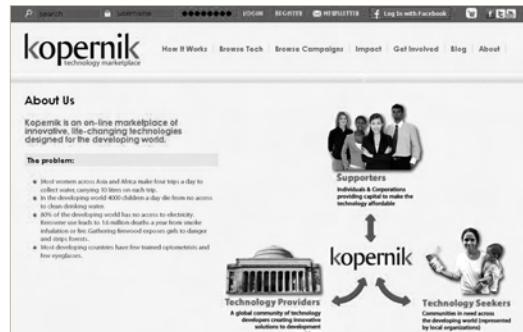 search username LOGIN REGISTER NEWSLETTER f Log In with Facebook
kopernik
technology marketplace
How It Works Browse Tech Browse Campaigns Impact Get Involved Blog About
About Us
Kopernik is an on-line marketplace of
innovative, life-changing technologies
designed for the developing world.
The problem:
Most women across Asia and Africa make four trips a day to
collect water, carrying 10 liters on each trip.
In the developing world 4000 children a day die from no access
to clean drinking water.
80% of the developing world has no access to electricity.
Kerosene use leads to 1.6 million deaths a year from smoke
inhalation or fire. Gathering firewood exposes girls to danger
and strips forests.
Most developing countries have few trained optometrists and
few eyeglasses.
Supporters
Individuals & Corporations
providing capital to make the
technology affordable
kopernik
Technology Providers
A global community of technology
developers creating innovative
solutions to development
Technology Seekers
Communities in need across
the developing world (represented
by local organizations)